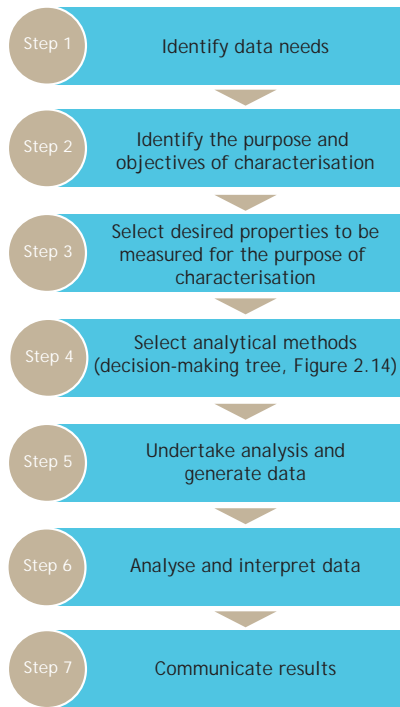 Step 1
Identify data needs
Step 2
Identify the purpose and
objectives of characterisation
Step 3
Select desired properties to be
measured for the purpose of
characterisation
Step 4
Select analytical methods
(decision-making tree, Figure 2.14)
Step 5
Undertake analysis and
generate data
Step 6
Analyse and interpret data
Step 7
Communicate results